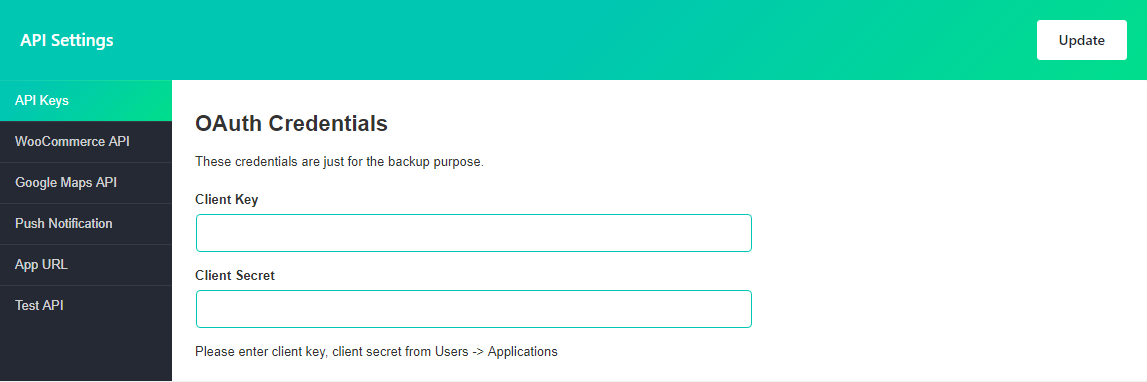 API Settings
Update
API Keys
WooCommerce API
Google Maps API
Push Notification
App URL
Test API
OAuth Credentials
These credentials are just for the backup purpose.
Client Key
Client Secret
Please enter client key, client secret from Users -> Applications